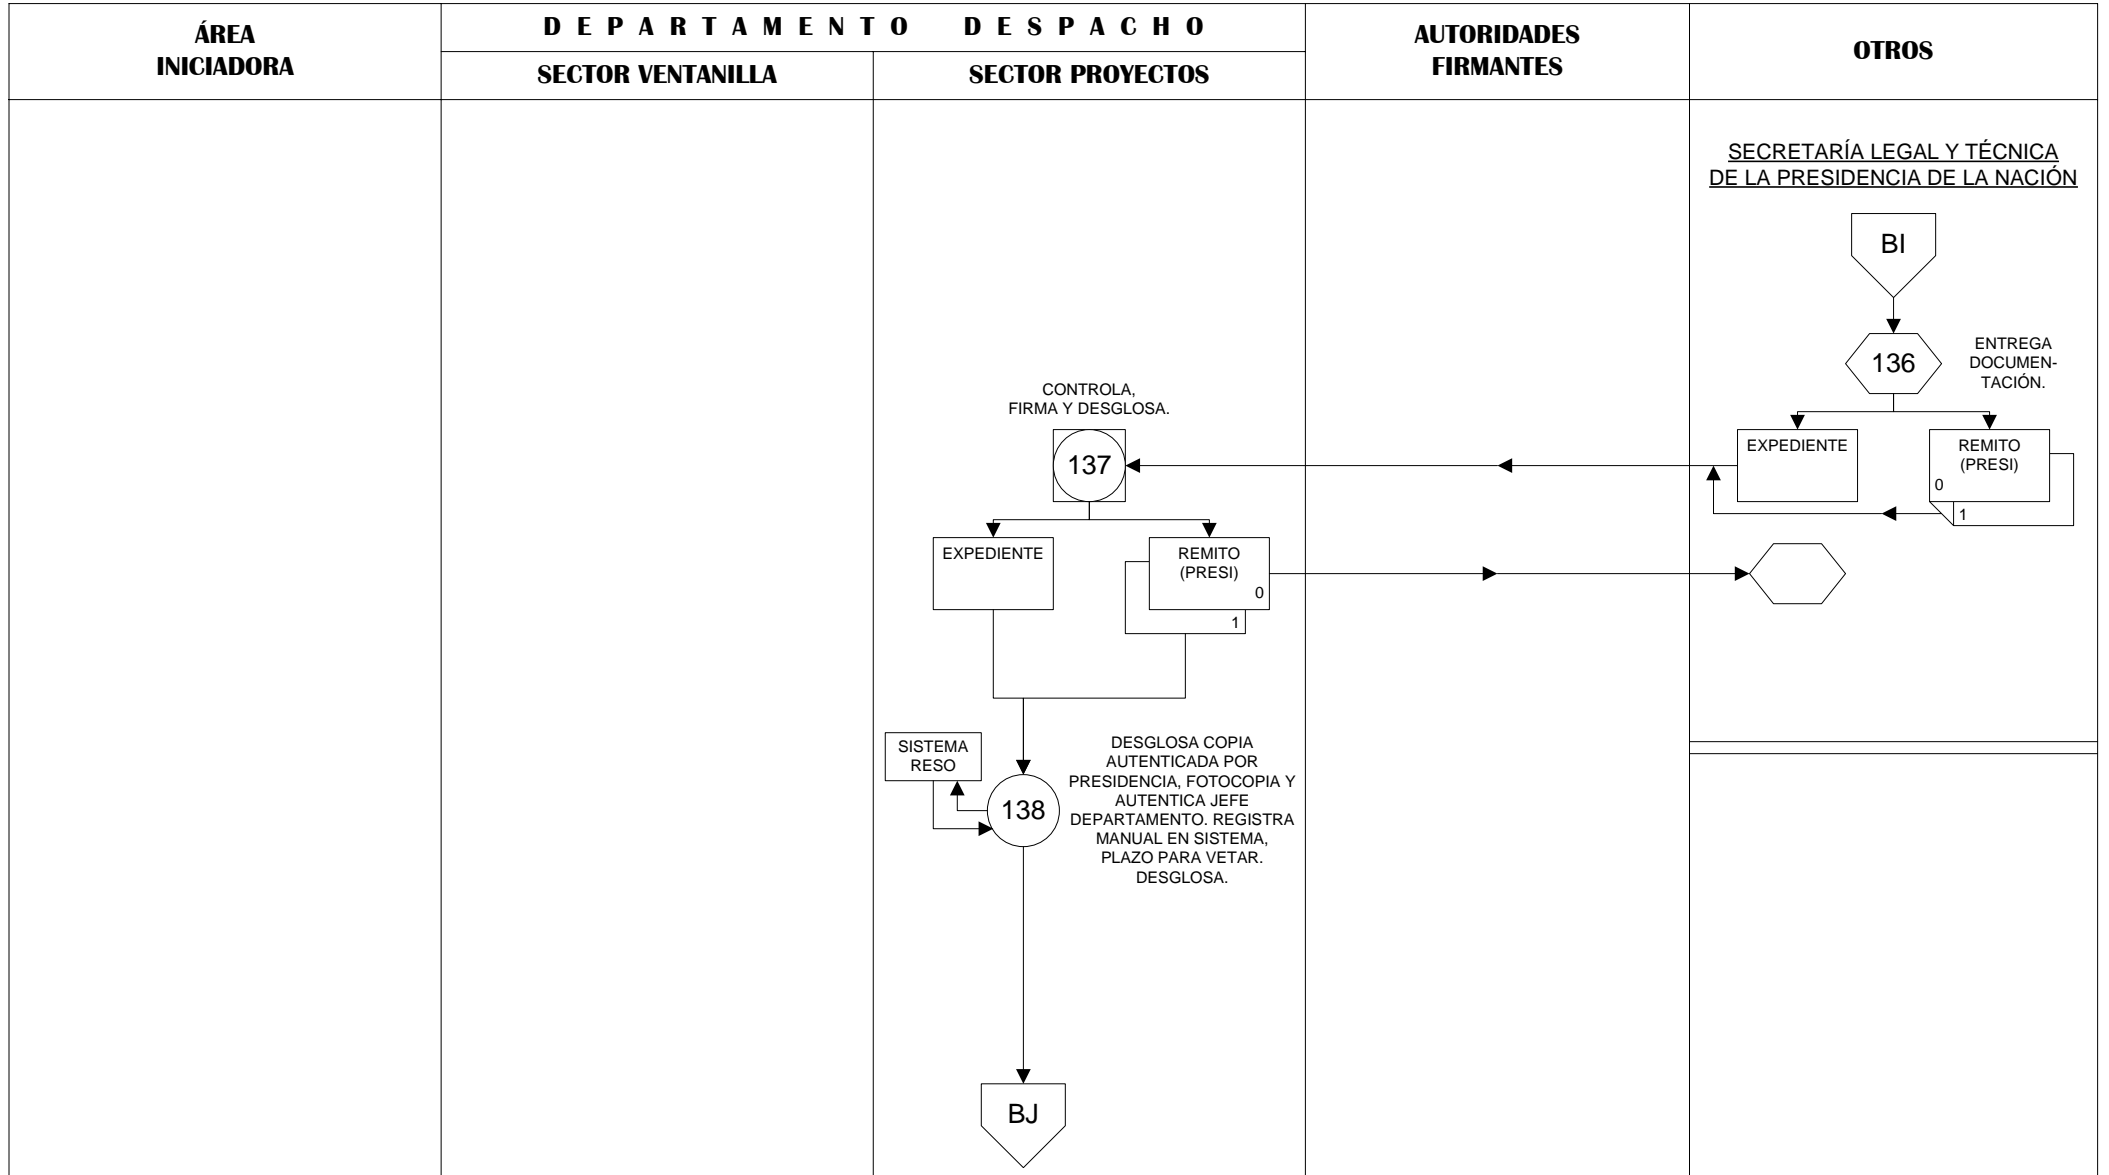 ÁREA
INICIADORA
DEPARTAMENTO DESPACHO
SECTOR VENTANILLA
SECTOR PROYECTOS
AUTORIDADES
FIRMANTES
OTROS
SECRETARÍA LEGAL Y TÉCNICA
DE LA PRESIDENCIA DE LA NACIÓN
BI
136
ENTREGA
DOCUMEN-
TACIÓN.
EXPEDIENTE
REMITO
(PRESI)
0
1
CONTROLA,
FIRMA Y DESGLOSA.
137
EXPEDIENTE
REMITO
(PRESI)
0
1
SISTEMA
RESO
138
DESGLOSA COPIA
AUTENTICADA POR
PRESIDENCIA, FOTOCOPIA Y
AUTENTICA JEFE
DEPARTAMENTO. REGISTRA
MANUAL EN SISTEMA,
PLAZO PARA VETAR.
DESGLOSA.
BJ